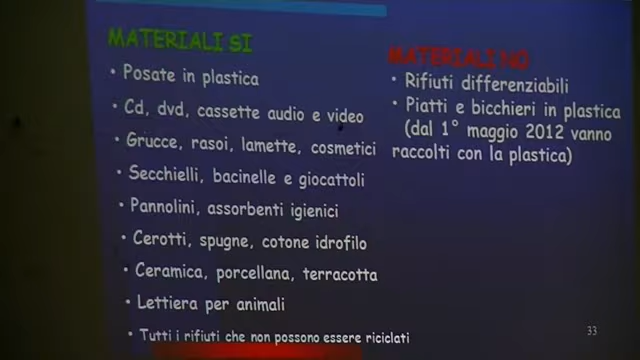 MATERIALI SI
• Posate in plastica
• Cd, dvd, cassette audio e video
• Grucce, rasoi, lamette, cosmetici
• Secchielli, bacinelle e giocattoli
• Pannolini, assorbenti igienici
• Cerotti, spugne, cotone idrofilo
• Ceramica, porcellana, terracotta
• Lettiera per animali
• Tutti i rifiuti che non possono essere riciclati
MATERIALI NO
• Rifiuti differenziabili
• Piatti e bicchieri in plastica
(dal 1° maggio 2012 vanno
raccolti con la plastica)
33